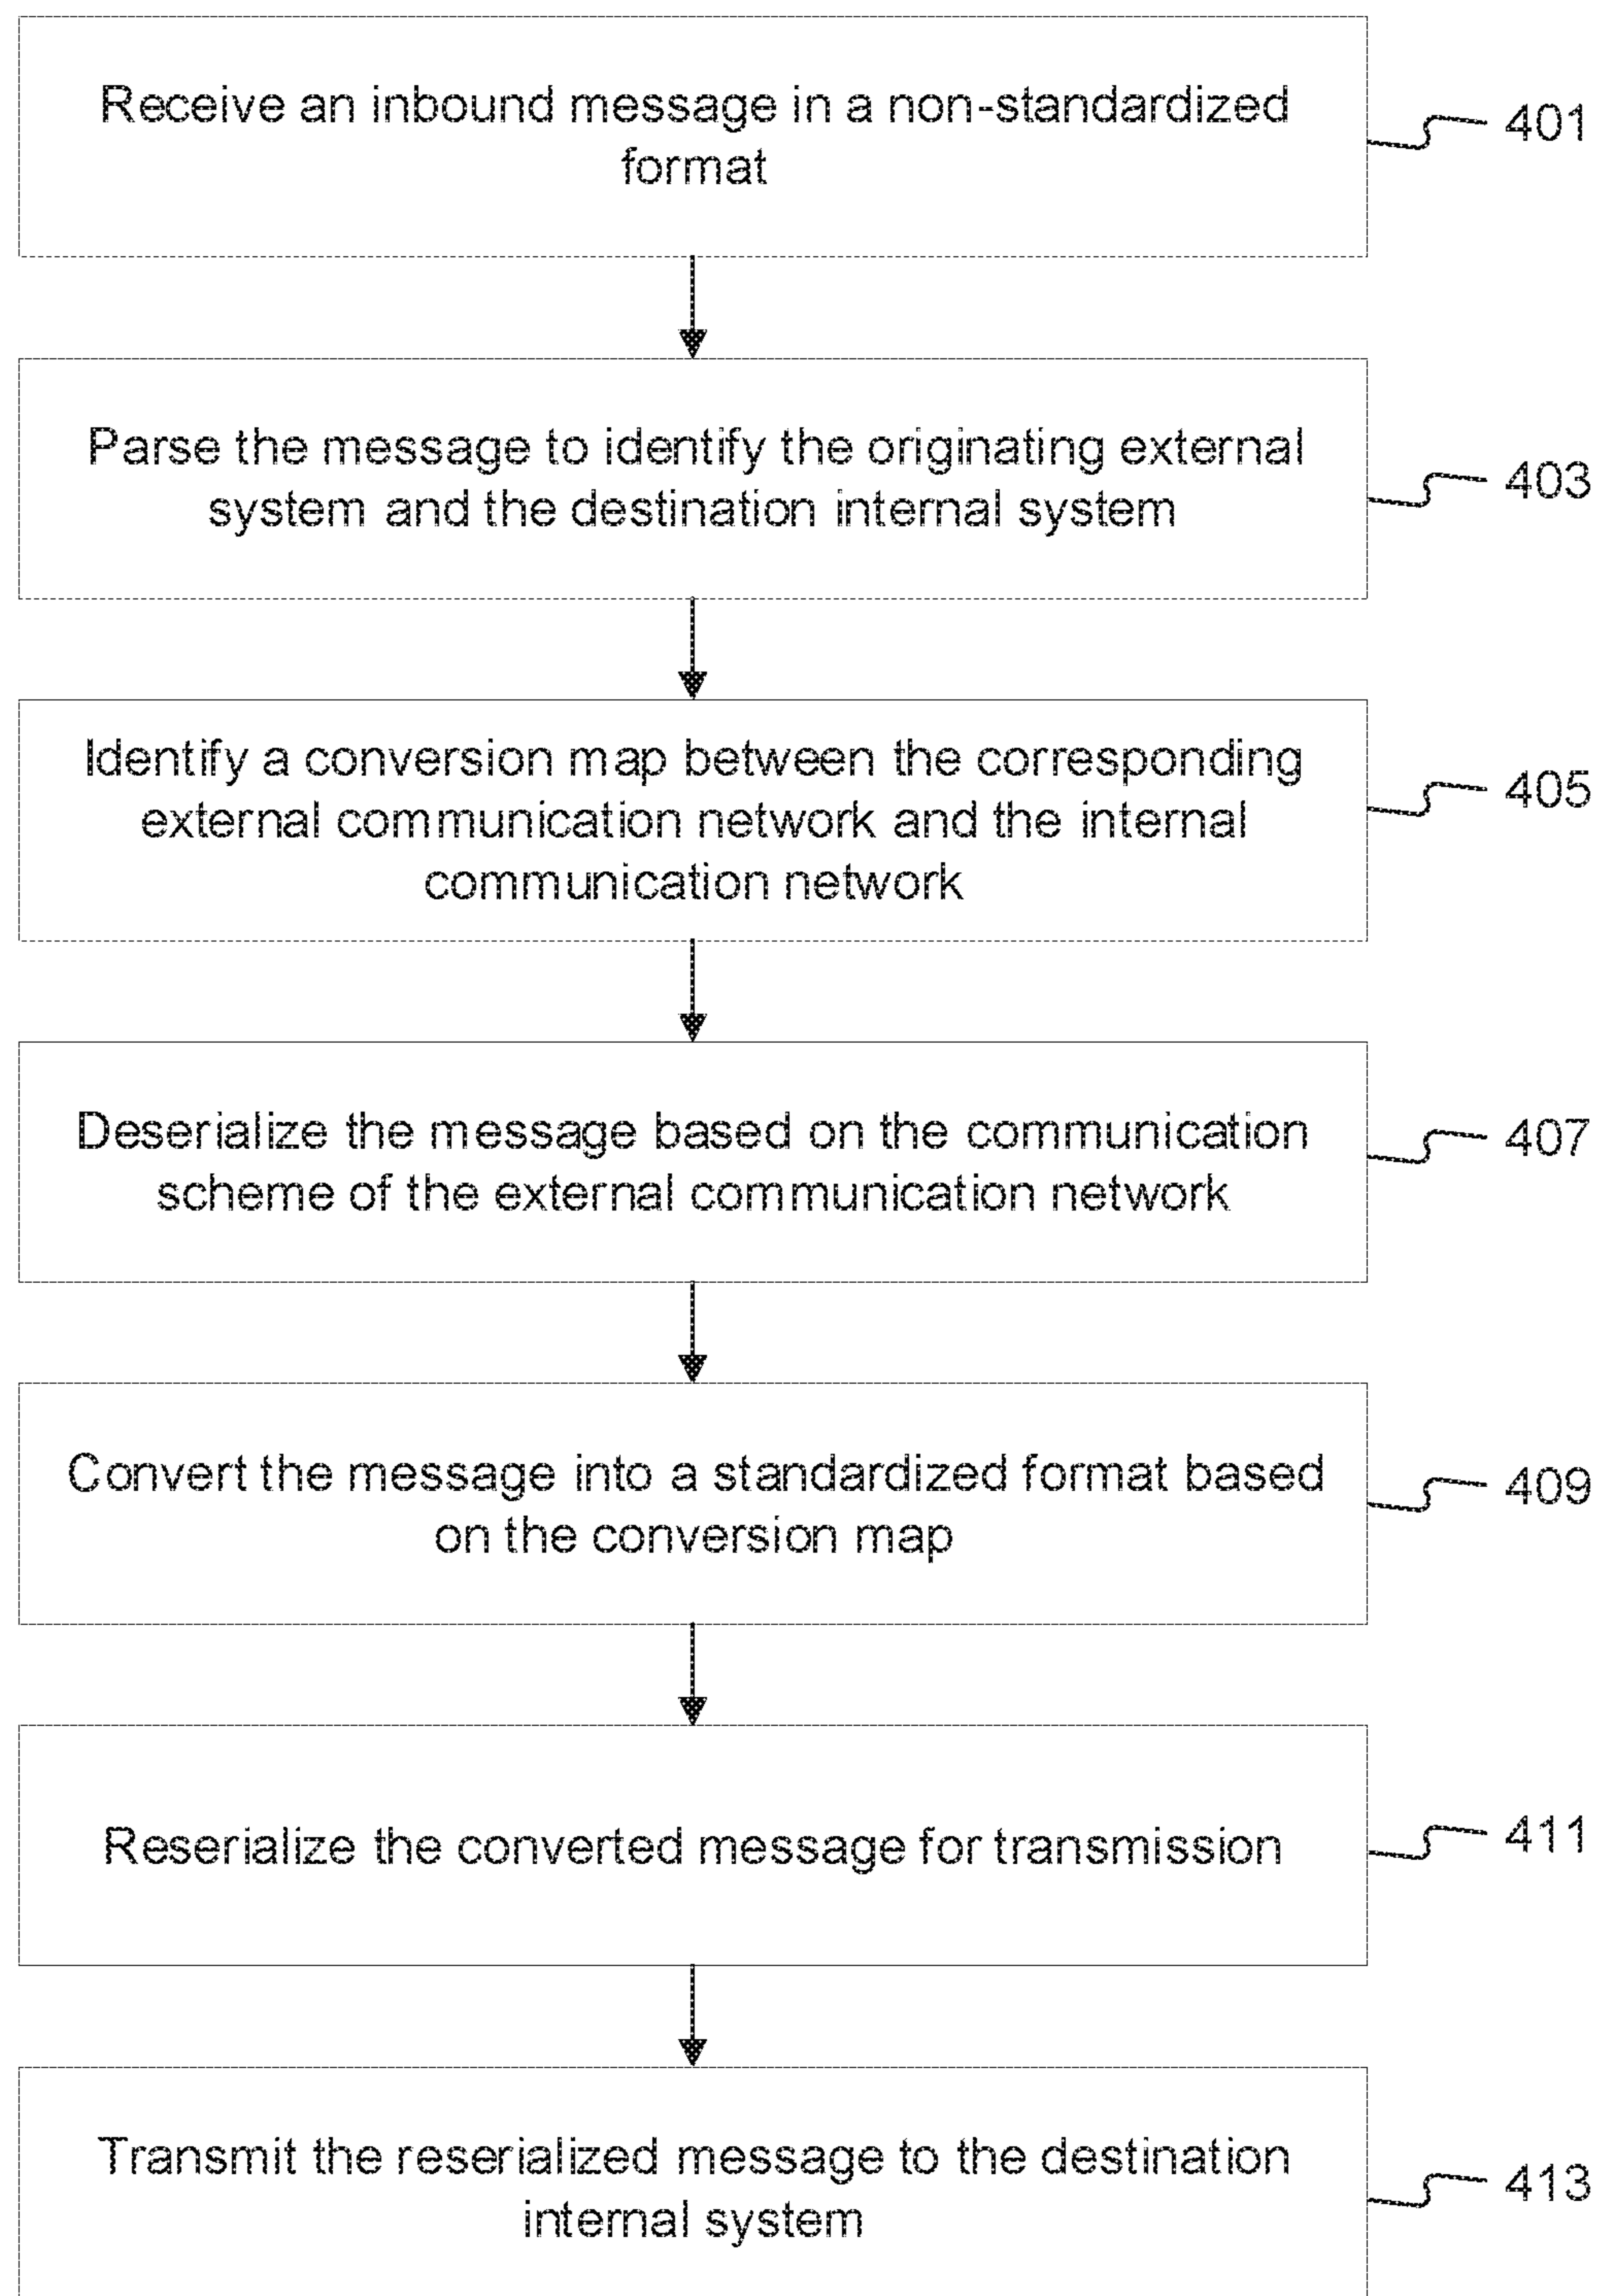 Receive an inbound message in a non-standardized
format
401
Parse the message to identify the originating external
system and the destination internal system
403
Identify a conversion map between the corresponding
external communication network and the internal
communication network
405
Deserialize the message based on the communication
scheme of the external communication network
407
Convert the message into a standardized format based
on the conversion map
409
Reserialize the converted message for transmission
411
Transmit the reserialized message to the destination
internal system
413